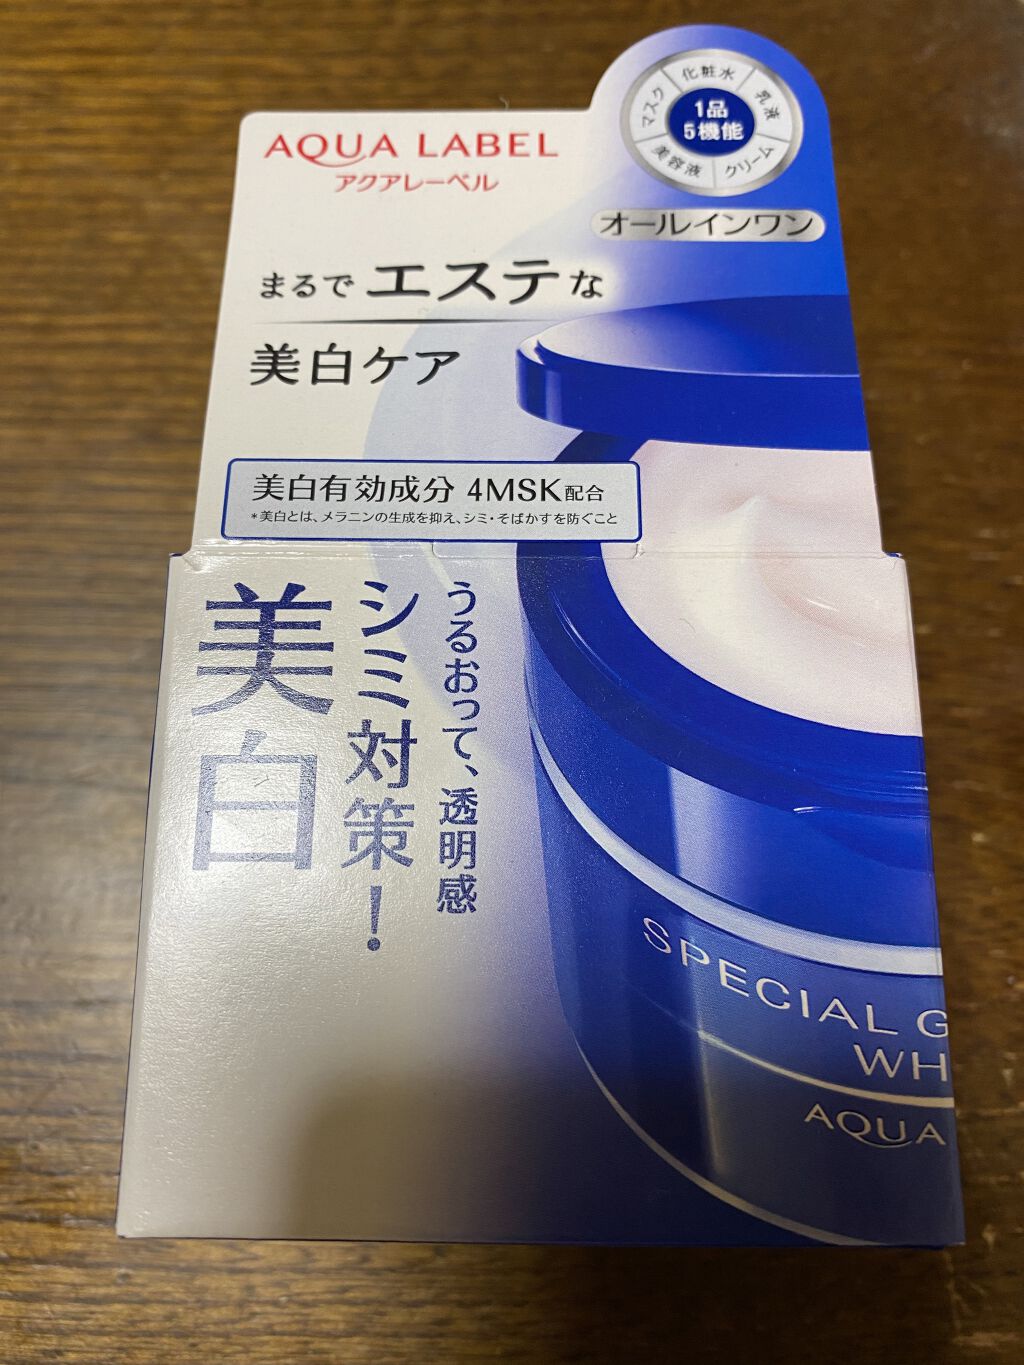 AQUA LABEL
アクアレーベル
化粧水
乳液
クリーム
美容液
マスク
1品
5機能
オールインワン
まるでエステな
美白ケア
美白有効成分 4MSK配合
*美白とは、メラニンの生成を抑え、シミ・そばかすを防ぐこと
うるおって、透明感
シミ対策!
美白
SPECIAL G
WH
AQUA